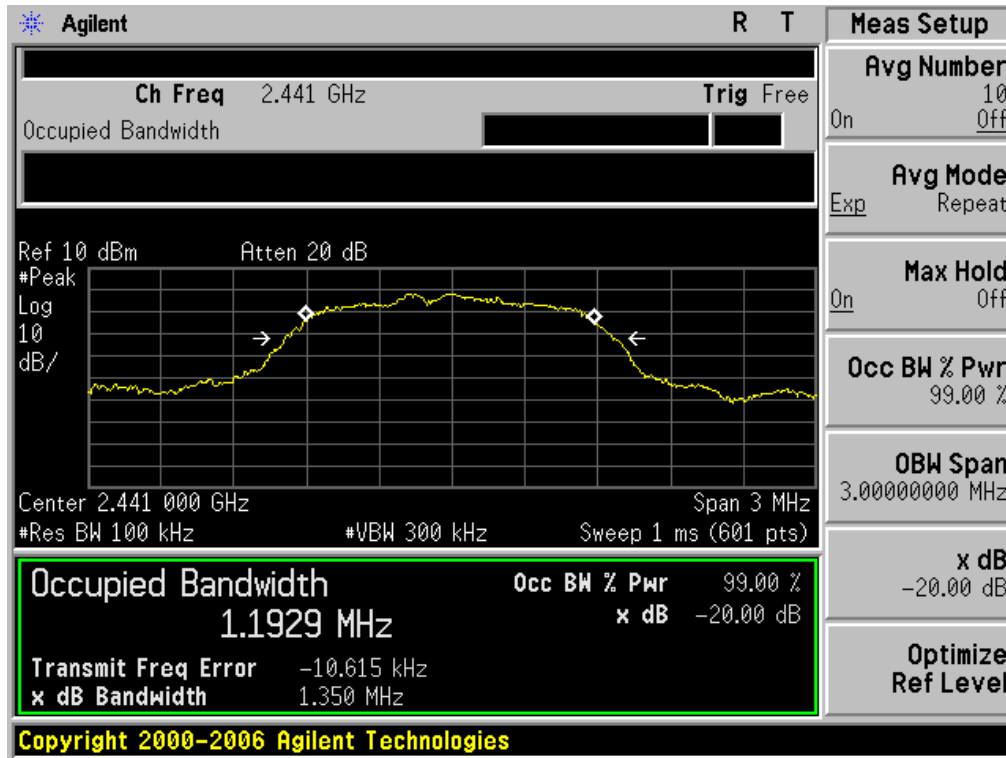 Agilent R T
Ch Freq 2.441 GHz Trig Free
Occupied Bandwidth
Ref 10 dBm Atten 20 dB
#Peak
Log
10
dB/
Center 2.441 000 GHz Span 3 MHz
#Res BW 100 kHz #VBW 300 kHz Sweep 1 ms (601 pts)
Occupied Bandwidth Occ BW % Pwr 99.00 %
1.1929 MHz x dB -20.00 dB
Transmit Freq Error -10.615 kHz
x dB Bandwidth 1.350 MHz
Copyright 2000-2006 Agilent Technologies
Meas Setup
Avg Number
10
On Off
Avg Mode
Exp Repeat
Max Hold
On Off
Occ BW % Pwr
99.00 %
OBW Span
3.00000000 MHz
x dB
-20.00 dB
Optimize
Ref Level